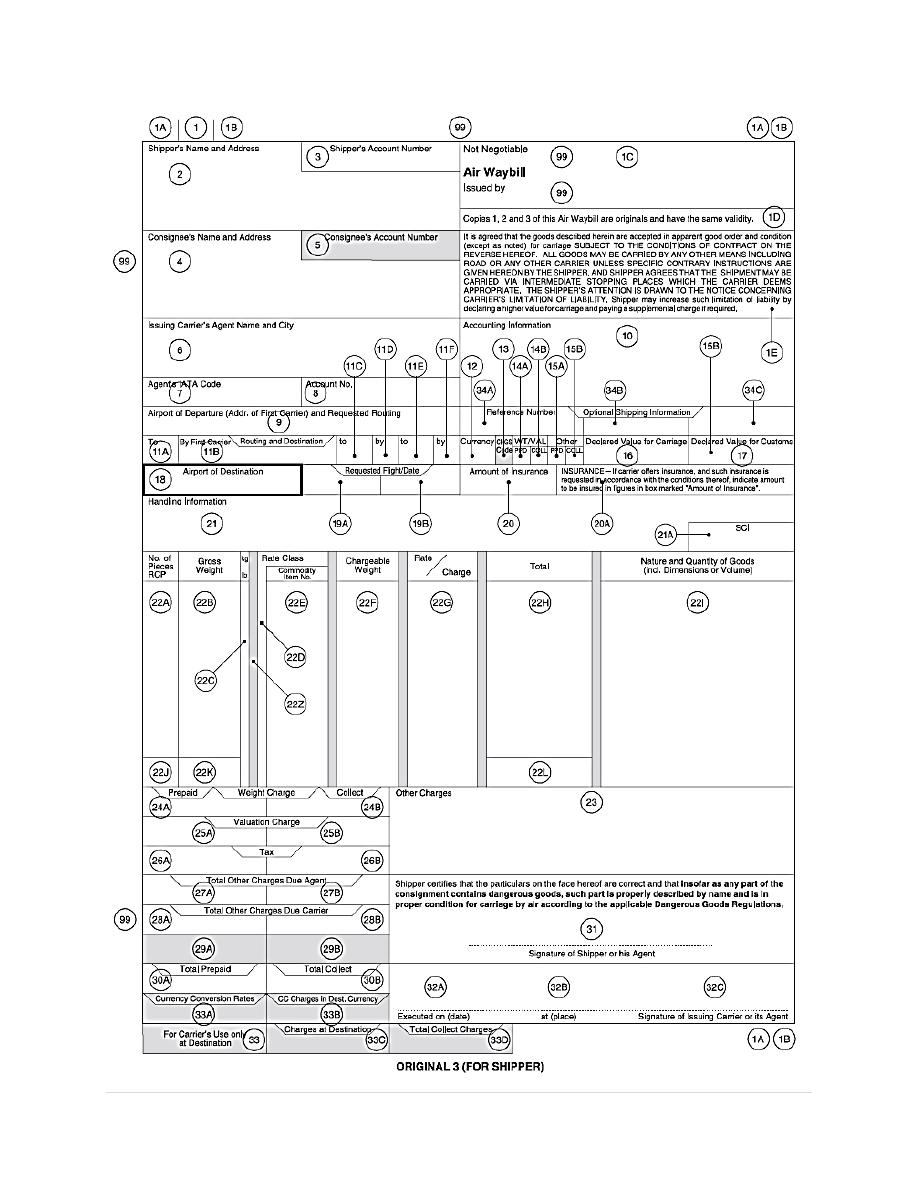 1A 1 1B 99 1A 1B
Shipper's Name and Address
3 Shipper's Account Number
Not Negotiable
99 1C
2
Air Waybill
Issued by
99
Copies 1, 2 and 3 of this Air Waybill are originals and have the same validity. 1D
Consignee's Name and Address
5 Consignee's Account Number
99
4
It is agreed that the goods described herein are accepted in apparent good order and condition
(except as noted) for carriage SUBJECT TO THE CONDITIONS OF CONTRACT ON THE
REVERSE HEREOF. ALL GOODS MAY BE CARRIED BY ANY OTHER MEANS INCLUDING
ROAD OR ANY OTHER CARRIER UNLESS SPECIFIC CONTRARY INSTRUCTIONS ARE
GIVEN HEREON BY THE SHIPPER, AND SHIPPER AGREES THAT THE SHIPMENT MAY BE
CARRIED VIA INTERMEDIATE STOPPING PLACES WHICH THE CARRIER DEEMS
APPROPRIATE. THE SHIPPER'S ATTENTION IS DRAWN TO THE NOTICE CONCERNING
CARRIER'S LIMITATION OF LIABILITY. Shipper may increase such limitation of liability by
declaring a higher value for carriage and paying a supplemental charge if required.
Issuing Carrier's Agent Name and City
Accounting Information
10
6 11C 11D 11E 11F 12 13 14A 14B 15A 15B 15B 1E
Agents IATA Code
7
Account No.
8
34A 34B 34C
Airport of Departure (Addr. of First Carrier) and Requested Routing
9
Reference Number
Optional Shipping Information
To By First Carrier Routing and Destination to by to by Currency CHGS Code WT/VAL Other Declared Value for Carriage Declared Value for Customs
11A 11B PPD COLL PPD COLL 16 17
18 Airport of Destination
Requested Flight/Date
Amount of Insurance
INSURANCE — If carrier offers insurance, and such insurance is
requested in accordance with the conditions thereof, indicate amount
to be insured in figures in box marked "Amount of Insurance".
Handling Information
21 19A 19B 20 20A
21A SCI
No. of
Pieces
RCP
Gross
Weight
kg
lb
Rate Class
Commodity
Item No.
Chargeable
Weight
Rate
Charge
Total
Nature and Quantity of Goods
(incl. Dimensions or Volume)
22A 22B 22E 22F 22G 22H 22I
22D
22C
22Z
22J 22K 22L
Prepaid Weight Charge Collect
24A 24B
Other Charges
23
Valuation Charge
25A 25B
Tax
26A 26B
Total Other Charges Due Agent
27A 27B
Shipper certifies that the particulars on the face hereof are correct and that insofar as any part of the
consignment contains dangerous goods, such part is properly described by name and is in
proper condition for carriage by air according to the applicable Dangerous Goods Regulations.
99
Total Other Charges Due Carrier
28A 28B
31
29A 29B
Signature of Shipper or his Agent
Total Prepaid Total Collect
30A 30B
32A 32B 32C
Currency Conversion Rates CC Charges in Dest. Currency
33A 33B
Executed on (date) at (place) Signature of Issuing Carrier or its Agent
For Carrier's Use only
at Destination
33
Charges at Destination
33C
Total Collect Charges
33D
1A 1B
ORIGINAL 3 (FOR SHIPPER)